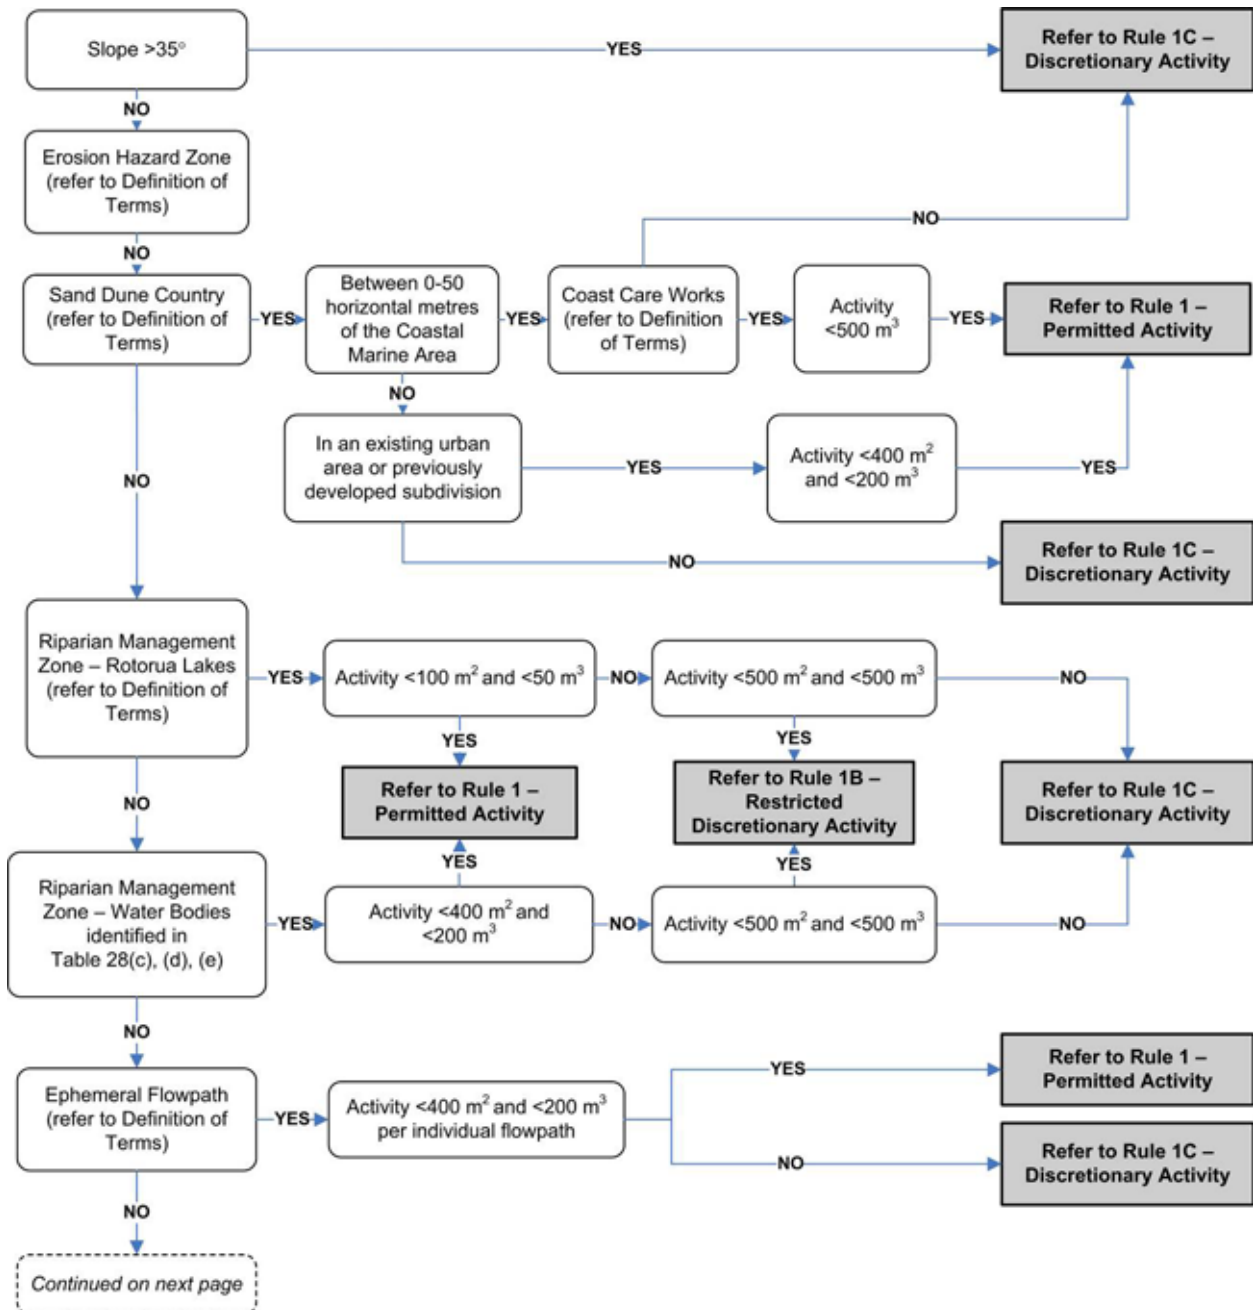 Slope >35°
YES
Refer to Rule 1C –
Discretionary Activity
NO
Erosion Hazard Zone
(refer to Definition of
Terms)
NO
NO
Sand Dune Country
(refer to Definition of
Terms)
YES
Between 0-50
horizontal metres
of the Coastal
Marine Area
YES
Coast Care Works
(refer to Definition
of Terms)
YES
Activity
<500 m³
YES
Refer to Rule 1 –
Permitted Activity
NO
In an existing urban
area or previously
developed subdivision
YES
Activity <400 m²
and <200 m³
YES
NO
NO
Refer to Rule 1C –
Discretionary Activity
Riparian Management
Zone – Rotorua Lakes
(refer to Definition of
Terms)
YES
Activity <100 m² and <50 m³
NO
Activity <500 m² and <500 m³
NO
YES
YES
Refer to Rule 1 –
Permitted Activity
Refer to Rule 1B –
Restricted
Discretionary Activity
Refer to Rule 1C –
Discretionary Activity
NO
YES
YES
Riparian Management
Zone – Water Bodies
identified in
Table 28(c), (d), (e)
YES
Activity <400 m² and
<200 m³
NO
Activity <500 m² and <500 m³
NO
NO
Ephemeral Flowpath
(refer to Definition of
Terms)
YES
Activity <400 m² and <200 m³
per individual flowpath
YES
Refer to Rule 1 –
Permitted Activity
NO
Refer to Rule 1C –
Discretionary Activity
NO
Continued on next page